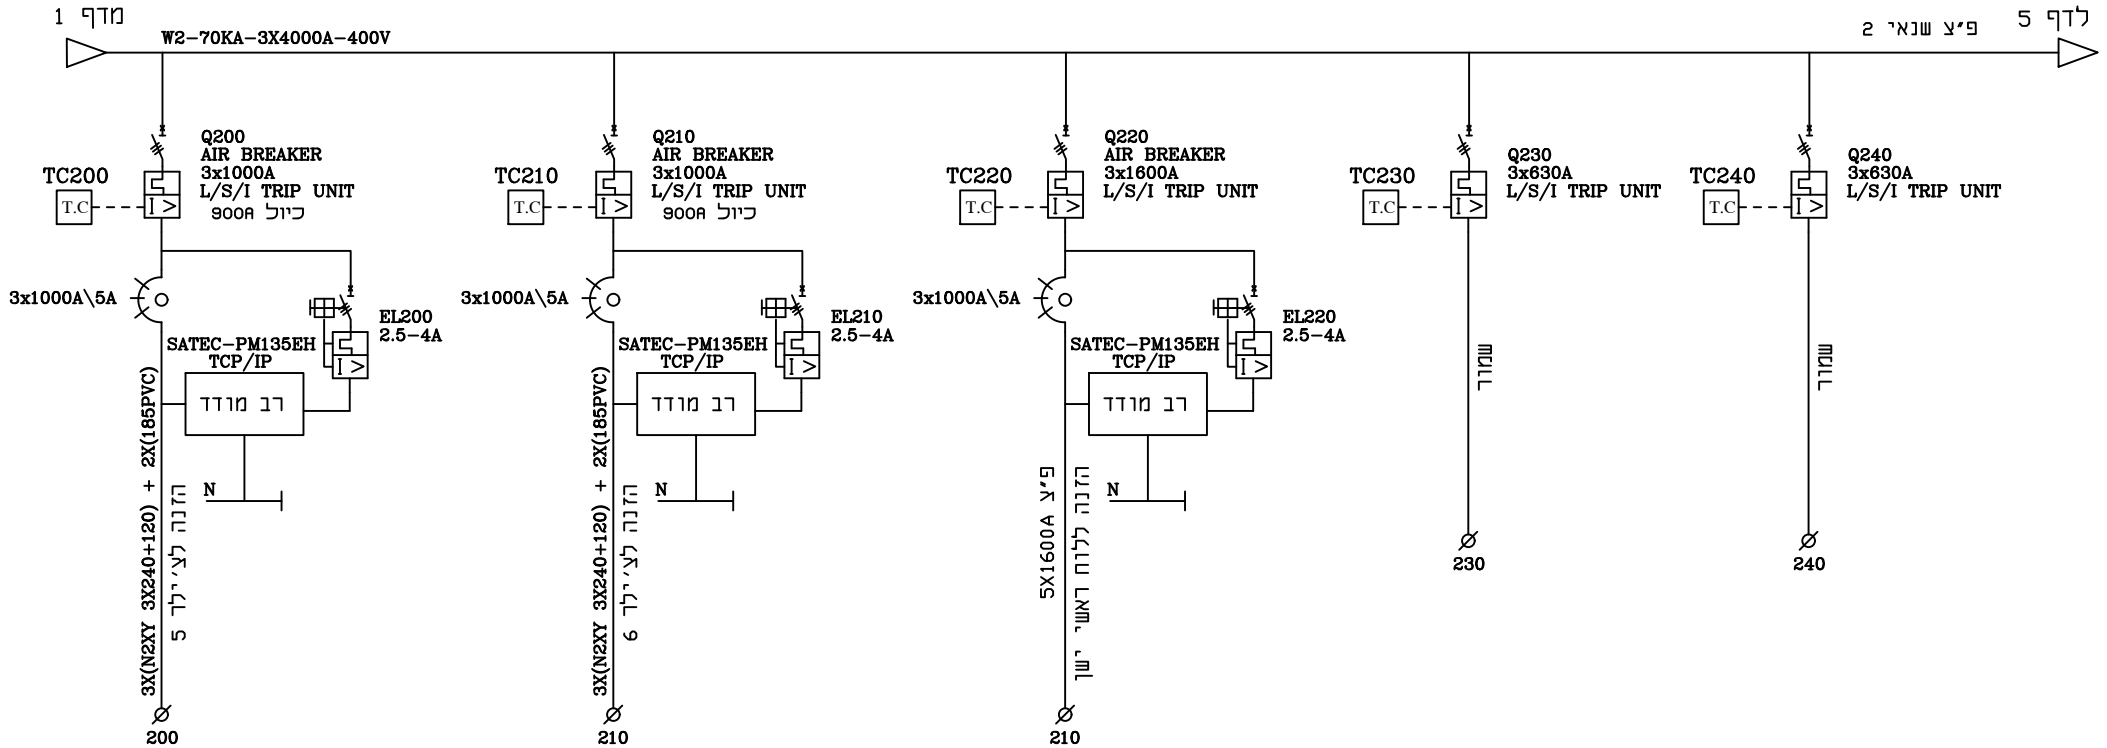 מדף 1
W2-70KA-3X4000A-400V
פ"צ שנאי 2
לדף 5
TC200
T.C
Q200
AIR BREAKER
3x1000A
L/S/I TRIP UNIT
כיול 900A
3x1000A\5A
EL200
2.5-4A
SATEC-PM135EH
TCP/IP
רב מודד
N
3X(N2XY 3X240+120) + 2X(185PVC)
הזנה לצ'ילר 5
200
TC210
T.C
Q210
AIR BREAKER
3x1000A
L/S/I TRIP UNIT
כיול 900A
3x1000A\5A
EL210
2.5-4A
SATEC-PM135EH
TCP/IP
רב מודד
N
3X(N2XY 3X240+120) + 2X(185PVC)
הזנה לצ'ילר 6
210
TC220
T.C
Q220
AIR BREAKER
3x1600A
L/S/I TRIP UNIT
3x1000A\5A
EL220
2.5-4A
SATEC-PM135EH
TCP/IP
רב מודד
N
פ"צ 5X1600A
הזנה ללוח ראשי ישן
210
TC230
T.C
Q230
3x630A
L/S/I TRIP UNIT
שמור
230
TC240
T.C
Q240
3x630A
L/S/I TRIP UNIT
שמור
240